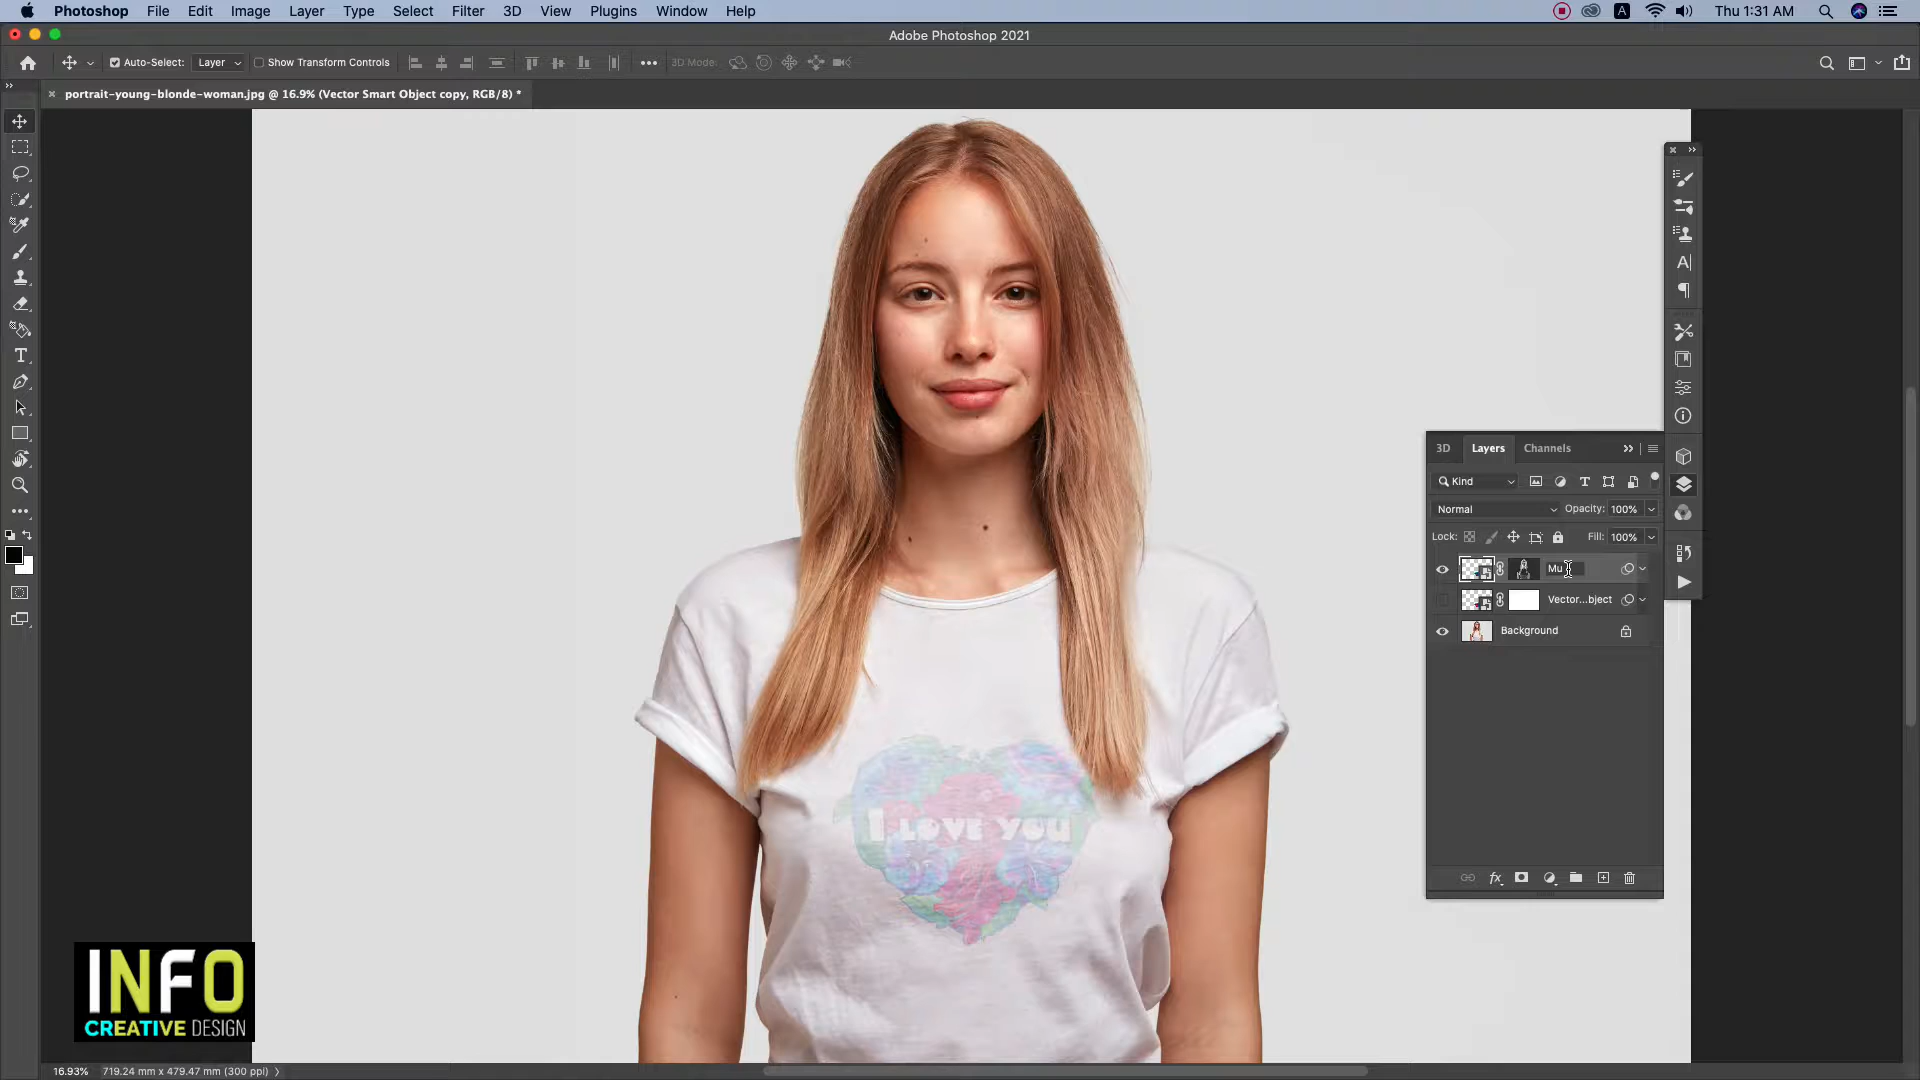 Photoshop File Edit Image Layer Type Select Filter 3D View Plugins Window Help
A Thu 1:31 AM
Adobe Photoshop 2021
Auto-Select: Layer Show Transform Controls 3D Mode:
portrait-young-blonde-woman.jpg @ 16.9% (Vector Smart Object copy, RGB/8) *
3D Layers Channels
Kind
Normal Opacity: 100%
Lock: Fill: 100%
Mu
Vector...bject
Background
fx
I LOVE YOU
INFO
CREATIVE DESIGN
16.93% 719.24 mm x 479.47 mm (300 ppi)